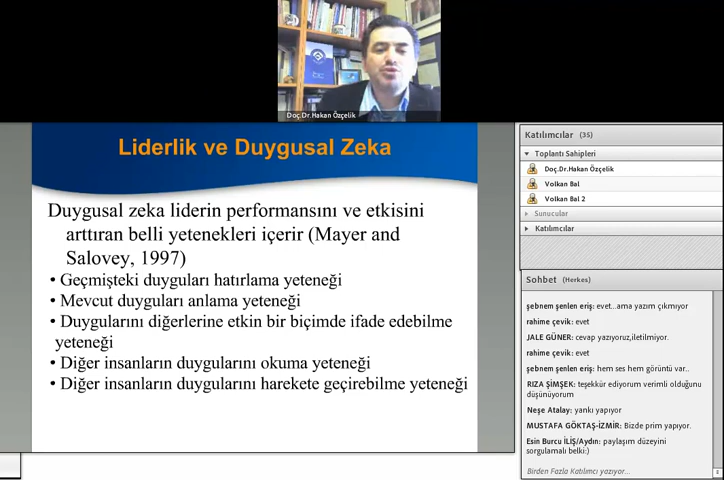 Doç.Dr.Hakan Özçelik
Liderlik ve Duygusal Zeka
Duygusal zeka liderin performansını ve etkisini
arttıran belli yetenekleri içerir (Mayer and
Salovey, 1997)
• Geçmişteki duyguları hatırlama yeteneği
• Mevcut duyguları anlama yeteneği
• Duygularını diğerlerine etkin bir biçimde ifade edebilme
yeteneği
• Diğer insanların duygularını okuma yeteneği
• Diğer insanların duygularını harekete geçirebilme yeteneği
Katılımcılar (35)
Toplantı Sahipleri
Doç.Dr.Hakan Özçelik
Volkan Bal
Volkan Bal 2
Sunucular
Katılımcılar
Sohbet (Herkes)
şebnem şenlen eriş: evet...ama yazım çıkmıyor
rahime çevik: evet
JALE GÜNER: cevap yazıyoruz,iletilmiyor.
rahime çevik: evet
şebnem şenlen eriş: hem ses hem görüntü var..
RIZA ŞİMŞEK: teşekkür ediyorum verimli olduğunu
düşünüyorum
Neşe Atalay: yankı yapıyor
MUSTAFA GÖKTAŞ-İZMİR: Bizde prim yapıyor.
Esin Burcu İLİŞ/Aydın: paylaşım düzeyini
sorgulamalı belki:)
Birden Fazla Katılımcı yazıyor...